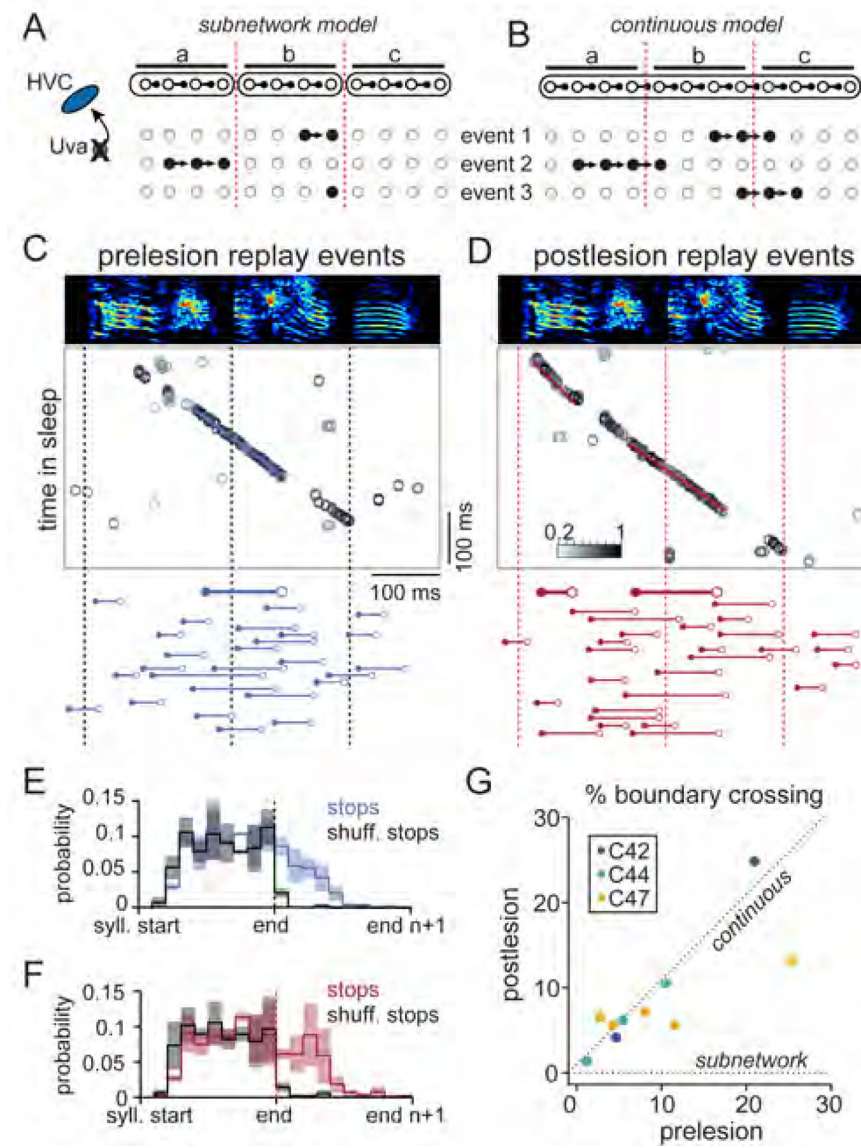 A
subnetwork model
B
continuous model
a b c
a b c
HVC
Uva
event 1
event 2
event 3
C
prelesion replay events
D
postlesion replay events
time in sleep
100 ms
0.2 1
100 ms
E
0.15
0.1
0.05
0
probability
stops
shuff. stops
syll. start end end n+1
F
0.15
0.1
0.05
0
probability
stops
shuff. stops
syll. start end end n+1
G
% boundary crossing
30
20
10
0
postlesion
C42
C44
C47
continuous
subnetwork
0 10 20 30
prelesion